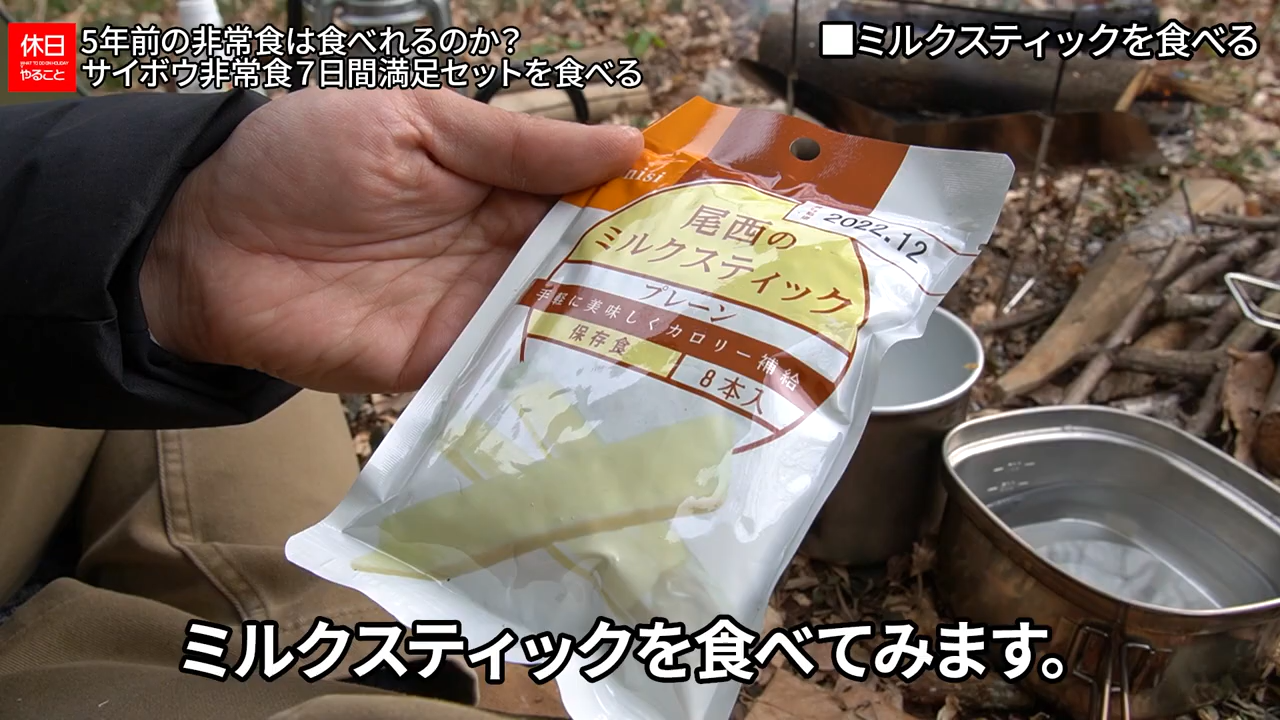 休日
WHAT TO DO ON HOLIDAY
やること
5年前の非常食は食べれるのか?
サイボウ非常食7日間満足セットを食べる
■ミルクスティックを食べる
nisi
2022.12
尾西の
ミルクスティック
プレーン
手軽に美味しくカロリー補給
保存食
8本入
ミルクスティックを食べてみます。